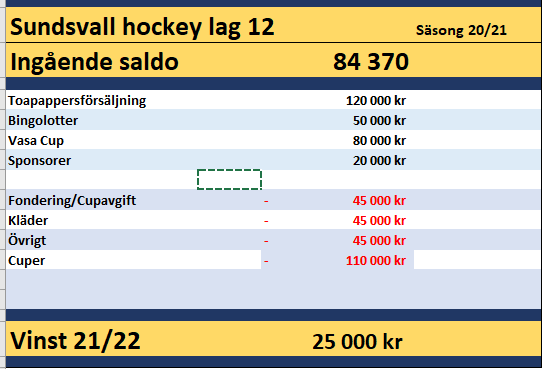 Sundsvall hockey lag 12 Säsong 20/21
Ingående saldo 84 370
Toapappersförsäljning 120 000 kr
Bingolotter 50 000 kr
Vasa Cup 80 000 kr
Sponsorer 20 000 kr
Fondering/Cupavgift - 45 000 kr
Kläder - 45 000 kr
Övrigt - 45 000 kr
Cuper - 110 000 kr
Vinst 21/22 25 000 kr